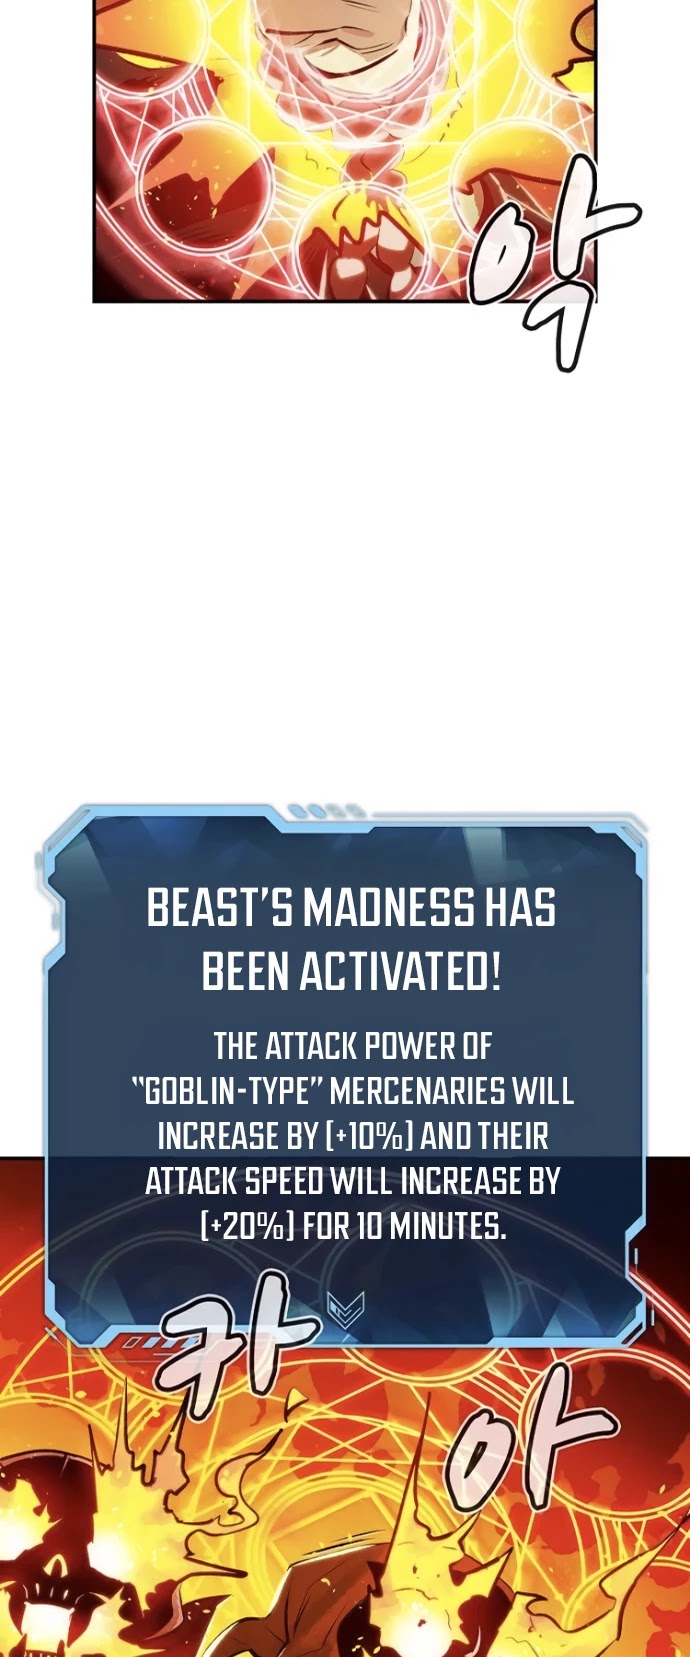 악
BEAST'S MADNESS HAS
BEEN ACTIVATED!
THE ATTACK POWER OF
"GOBLIN-TYPE" MERCENARIES WILL
INCREASE BY [+10%] AND THEIR
ATTACK SPEED WILL INCREASE BY
[+20%] FOR 10 MINUTES.
카
아